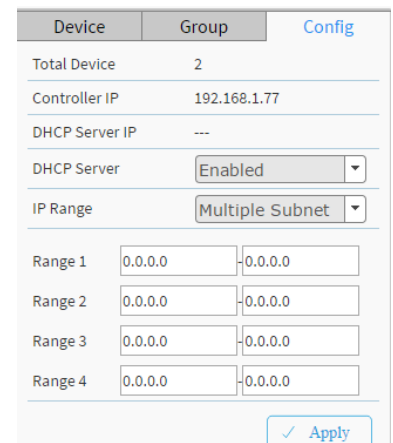 Device Group Config
Total Device 2
Controller IP 192.168.1.77
DHCP Server IP ---
DHCP Server Enabled
IP Range Multiple Subnet
Range 1 0.0.0.0 - 0.0.0.0
Range 2 0.0.0.0 - 0.0.0.0
Range 3 0.0.0.0 - 0.0.0.0
Range 4 0.0.0.0 - 0.0.0.0
✓ Apply